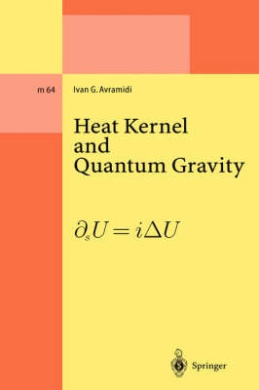 m 64
Ivan G. Avramidi
Heat Kernel
and
Quantum Gravity
∂ₛU = iΔU
Springer